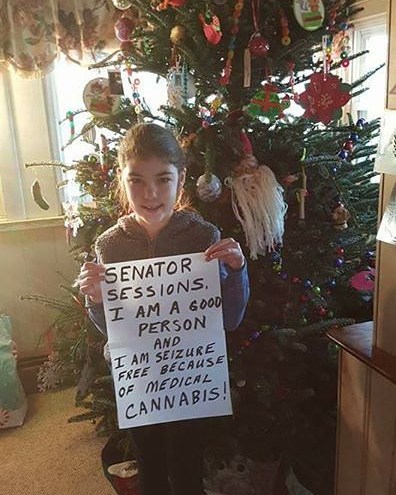 SENATOR
SESSIONS,
I AM A GOOD
PERSON
AND
I AM SEIZURE
FREE BECAUSE
OF MEDICAL
CANNABIS!